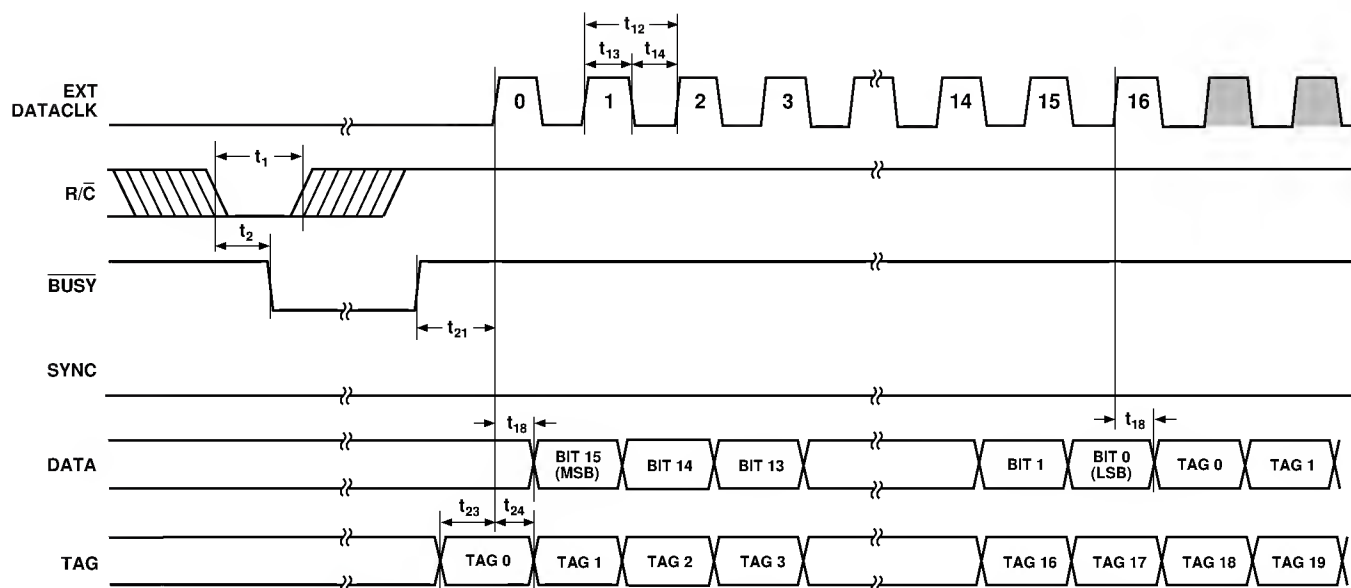 t12
t13 t14
EXT
DATACLK
0 1 2 3 14 15 16
t1
R/C̅
t2
B̅U̅S̅Y̅
t21
SYNC
t18 t18
DATA
BIT 15
(MSB)
BIT 14 BIT 13 BIT 1
BIT 0
(LSB)
TAG 0 TAG 1
t23 t24
TAG
TAG 0 TAG 1 TAG 2 TAG 3 TAG 16 TAG 17 TAG 18 TAG 19